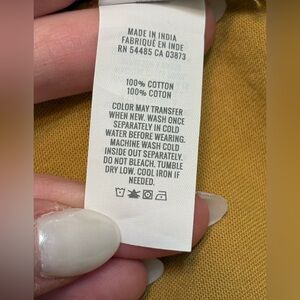 MADE IN INDIA
FABRIQUÉ EN INDE
RN 54485 CA 03873
100% COTTON
100% COTON
COLOR MAY TRANSFER
WHEN NEW. WASH ONCE
SEPARATELY IN COLD
WATER BEFORE WEARING.
MACHINE WASH COLD
INSIDE OUT SEPARATELY.
DO NOT BLEACH. TUMBLE
DRY LOW. COOL IRON IF
NEEDED.